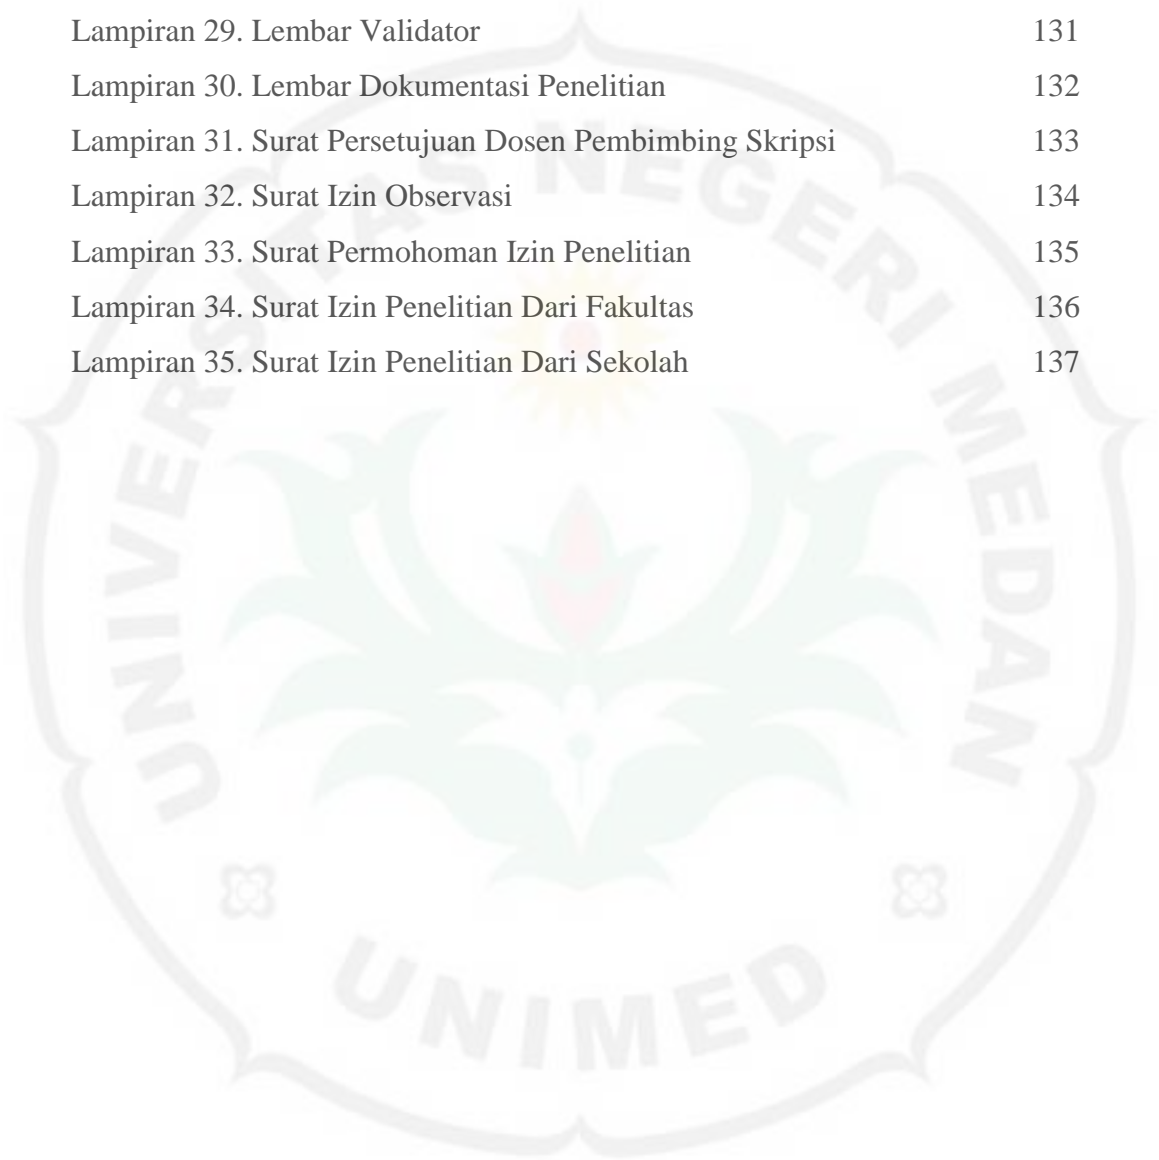 Lampiran 29. Lembar Validator 131
Lampiran 30. Lembar Dokumentasi Penelitian 132
Lampiran 31. Surat Persetujuan Dosen Pembimbing Skripsi 133
Lampiran 32. Surat Izin Observasi 134
Lampiran 33. Surat Permohoman Izin Penelitian 135
Lampiran 34. Surat Izin Penelitian Dari Fakultas 136
Lampiran 35. Surat Izin Penelitian Dari Sekolah 137
UNIVERSITAS NEGERI MEDAN
UNIMED